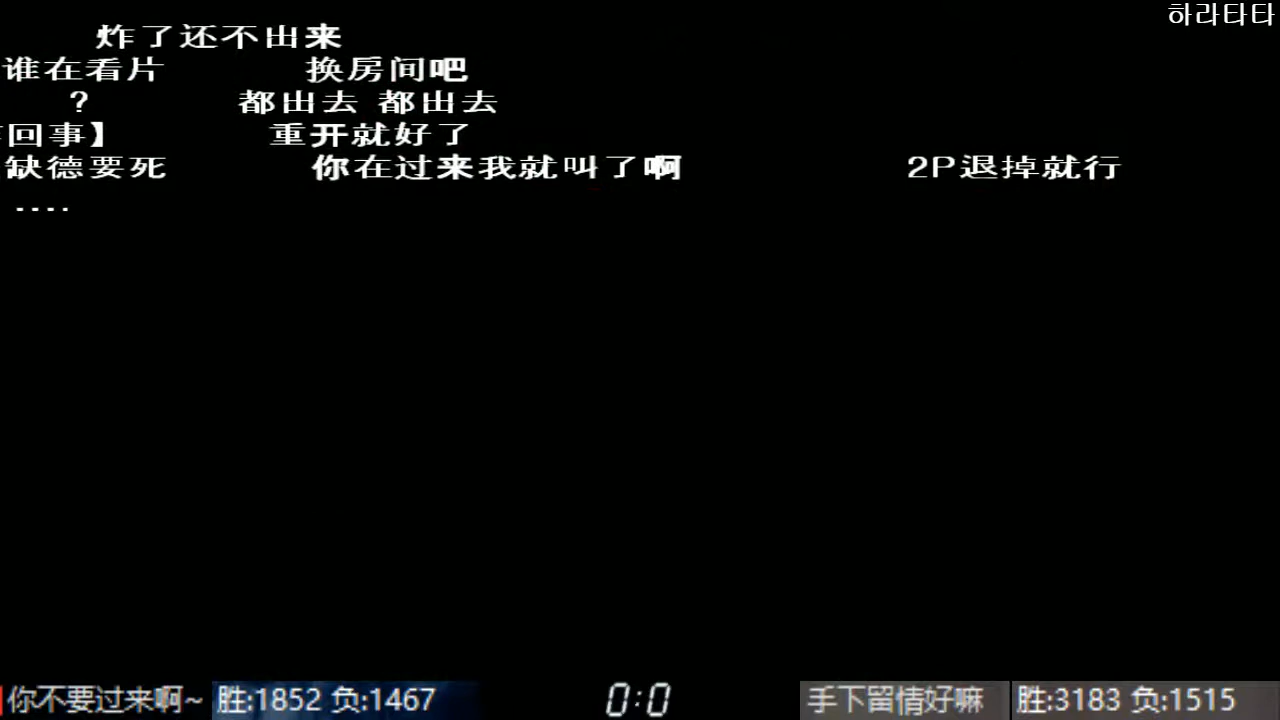 하라타타
炸了还不出来
谁在看片 换房间吧
? 都出去 都出去
回事】 重开就好了
缺德要死 你在过来我就叫了啊 2P退掉就行
....
你不要过来啊~ 胜:1852 负:1467 0:0 手下留情好嘛 胜:3183 负:1515